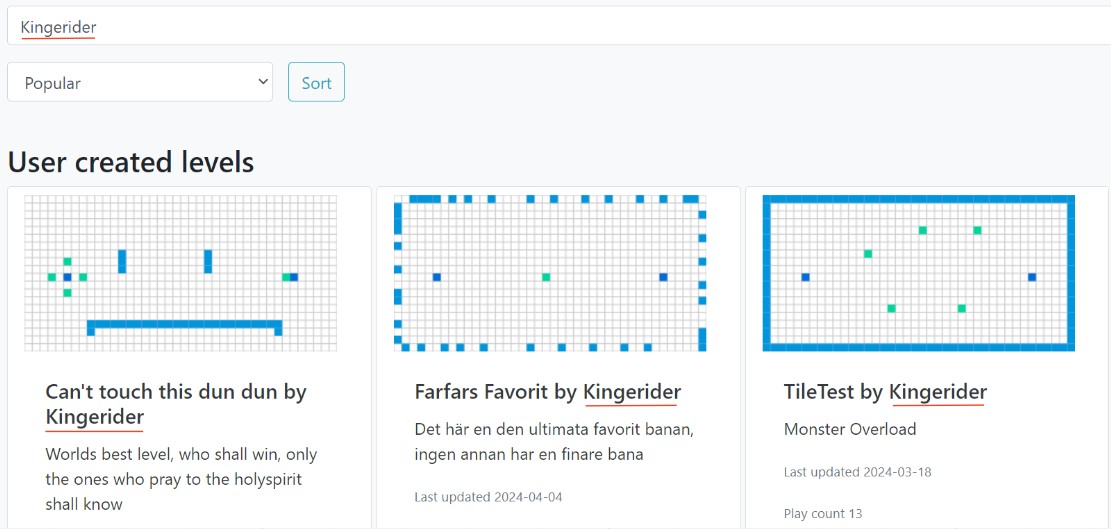 Kingerider
Popular
Sort
User created levels
Can't touch this dun dun by
Kingerider
Worlds best level, who shall win, only
the ones who pray to the holyspirit
shall know
Farfars Favorit by Kingerider
Det här en den ultimata favorit banan,
ingen annan har en finare bana
Last updated 2024-04-04
TileTest by Kingerider
Monster Overload
Last updated 2024-03-18
Play count 13